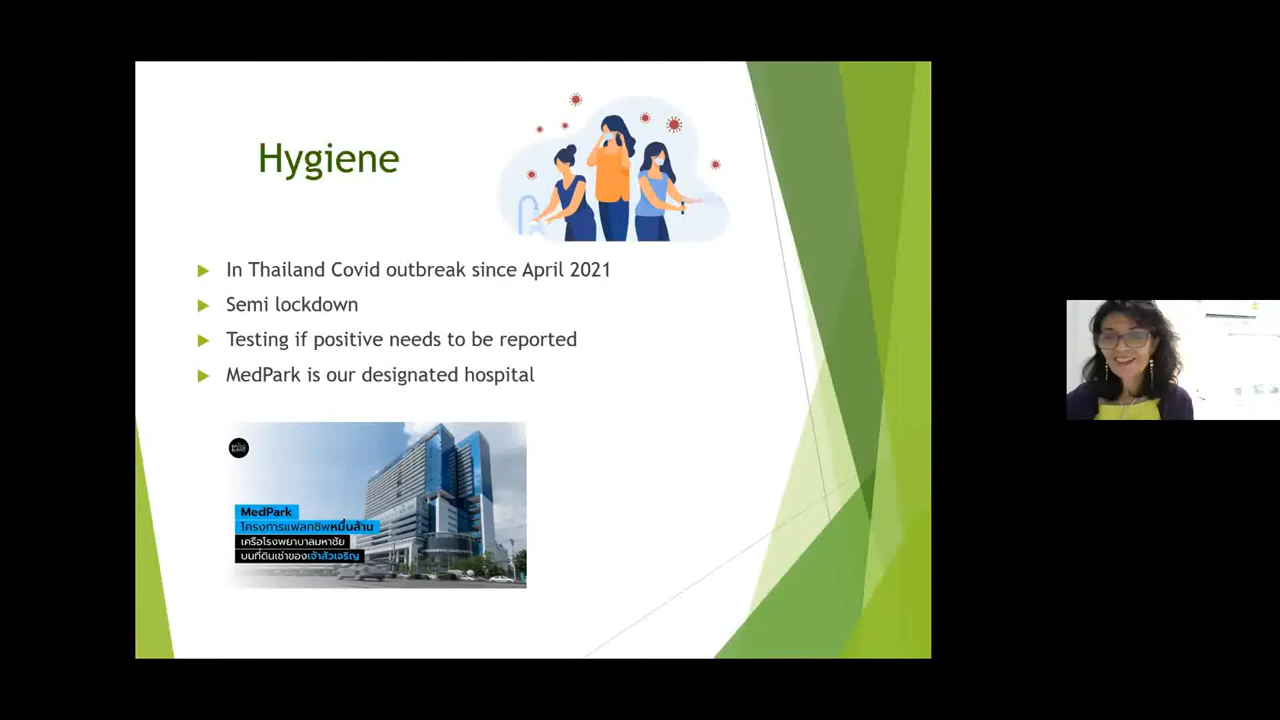 Hygiene
In Thailand Covid outbreak since April 2021
Semi lockdown
Testing if positive needs to be reported
MedPark is our designated hospital
MedPark
โครงการแฟลกชิพหมื่นล้าน
เครือโรงพยาบาลมหาชัย
บนที่ดินเช่าของเจ้าสัวเจริญ